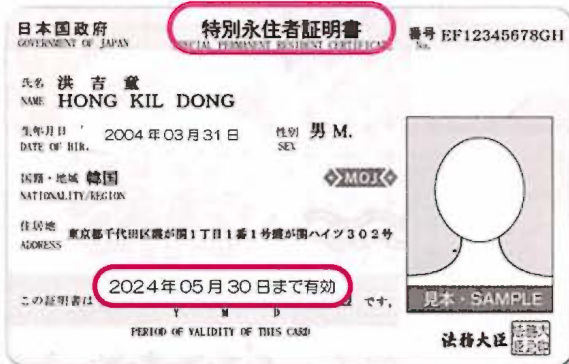 日本国政府
GOVERNMENT OF JAPAN
特別永住者証明書
SPECIAL PERMANENT RESIDENT CERTIFICATE
番号 EF12345678GH
No.
氏名 洪 吉 童
NAME HONG KIL DONG
生年月日 2004年03月31日 性別 男 M.
DATE OF BIR. SEX
国籍・地域 韓国
NATIONALITY/REGION
MOJ
住居地 東京都千代田区霞が関1丁目1番1号霞が関ハイツ302号
ADDRESS
この証明書は 2024年05月30日まで有効 です。
Y M D
PERIOD OF VALIDITY OF THIS CARD
見本・SAMPLE
法務大臣